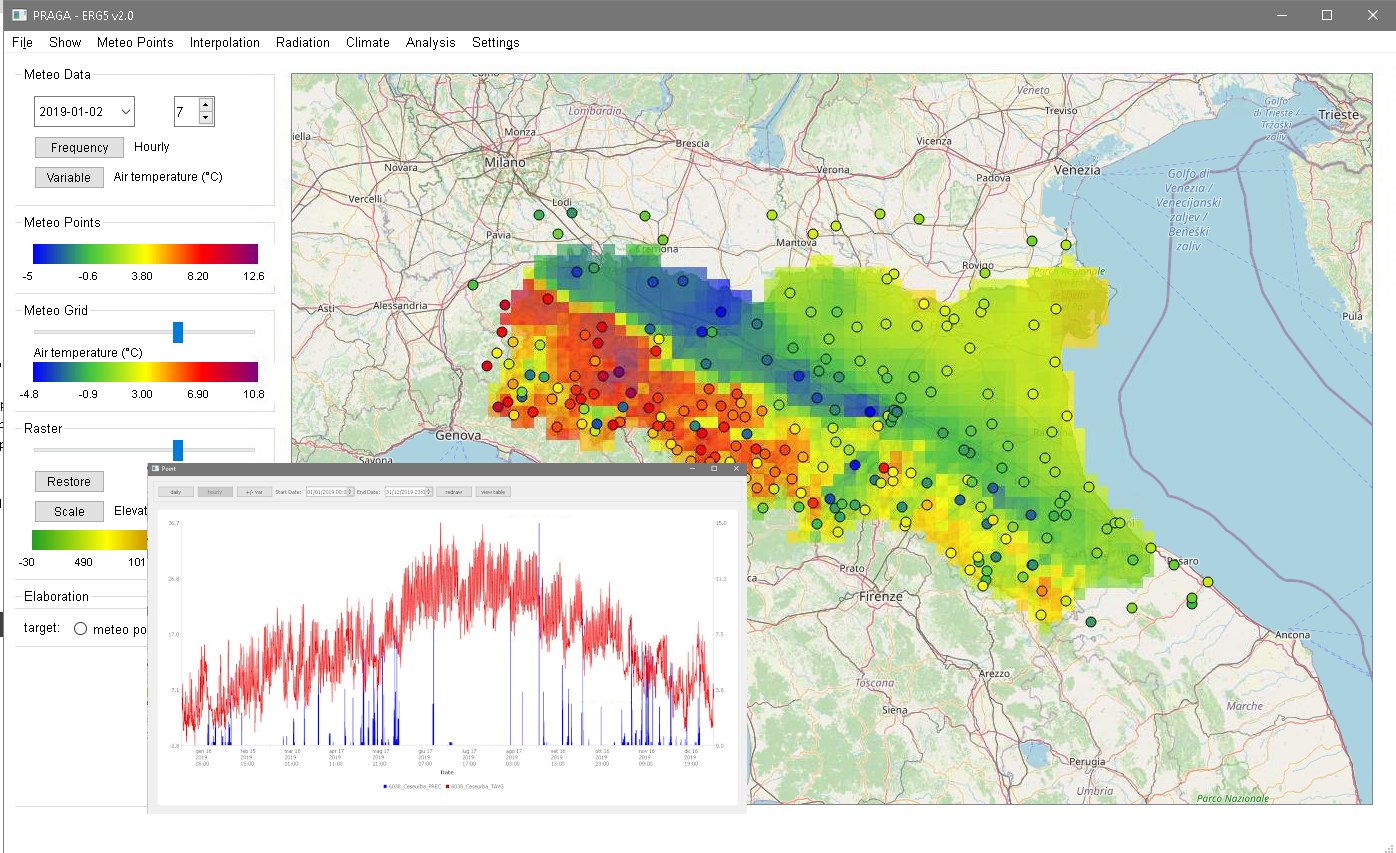 PRAGA - ERG5 v2.0
File Show Meteo Points Interpolation Radiation Climate Analysis Settings
Meteo Data
2019-01-02
7
Frequency Hourly
Variable Air temperature (°C)
Meteo Points
-5 -0.6 3.80 8.20 12.6
Meteo Grid
Air temperature (°C)
-4.8 -0.9 3.00 6.90 10.8
Raster
Restore
Scale Elevat
-30 490 101
Elaboration
target: meteo po
Lombardia
Veneto
Treviso
Golfo
di Trieste /
Tržaški
zaliv
Trieste
Monza
Brescia
Vicenza
Milano
Novara
Verona
Padova
Venezia
Golfo di
Venezia /
Venecijanski
zaljev /
Beneški
zaliv
Vercelli
Lodi
Pavia
Cremona
Mantova
Rovigo
Asti
Alessandria
Pula
Genova
Savona
Prato
Firenze
Pesaro
Ancona
Arezzo
Toscana
Siena
Marche
Perugia
Umbria
Parco Nazionale
Point
daily hourly +/- var Start Date: 01/01/2019 00:0 End Date: 31/12/2019 23:0 redraw view table
36.7 15.6
26.8 11.3
17.0 7.5
7.1 3.8
-2.8 0.0
gen 16 feb 15 mar 18 apr 17 mag 17 giu 17 lug 17 ago 17 set 16 ott 16 nov 16 dic 16
2019 2019 2019 2019 2019 2019 2019 2019 2019 2019 2019 2019
05:00 15:00 01:00 11:00 21:00 07:00 17:00 03:00 13:00 23:00 09:00 19:00
Date
6038_Ceseurba_PREC 6038_Ceseurba_TAVG